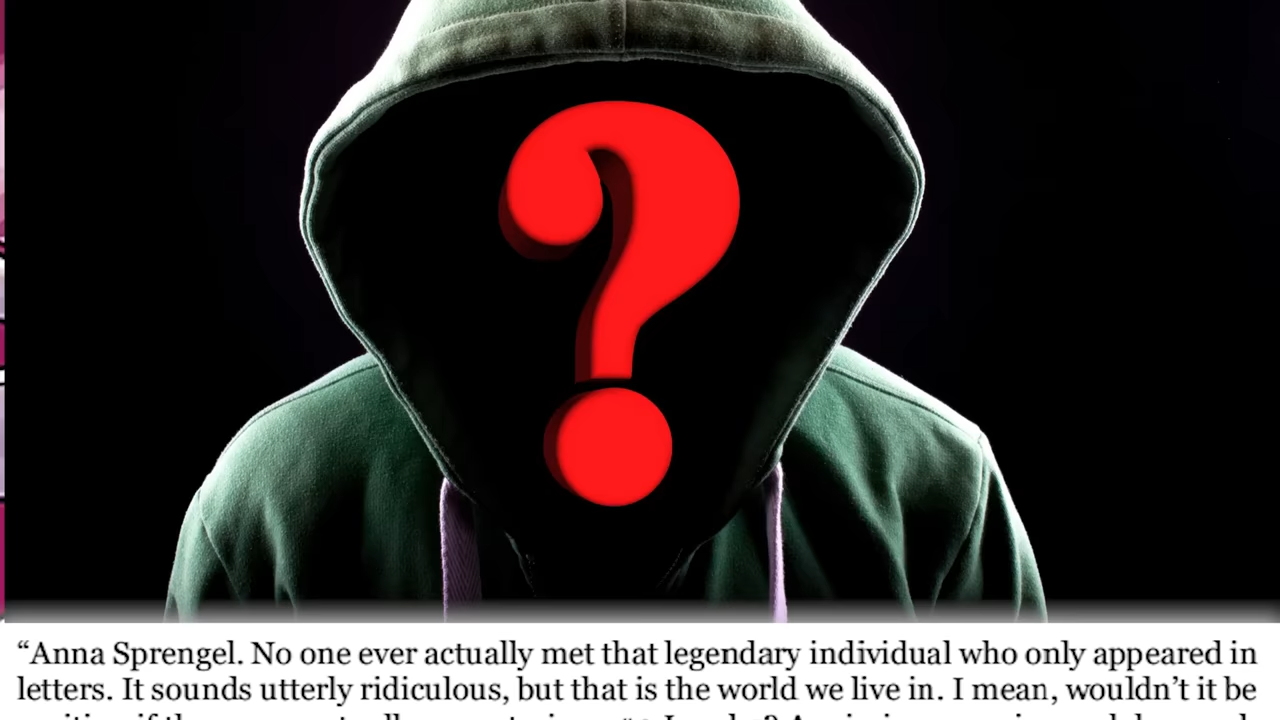 ?
“Anna Sprengel. No one ever actually met that legendary individual who only appeared in
letters. It sounds utterly ridiculous, but that is the world we live in. I mean, wouldn’t it be